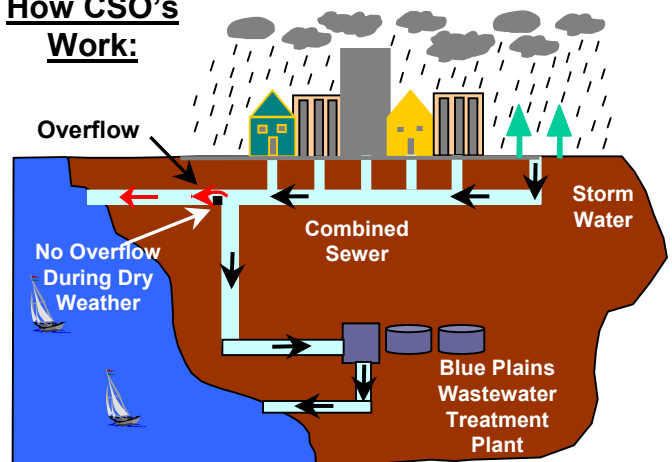 How CSO's
Work:
Overflow
No Overflow
During Dry
Weather
Combined
Sewer
Storm
Water
Blue Plains
Wastewater
Treatment
Plant